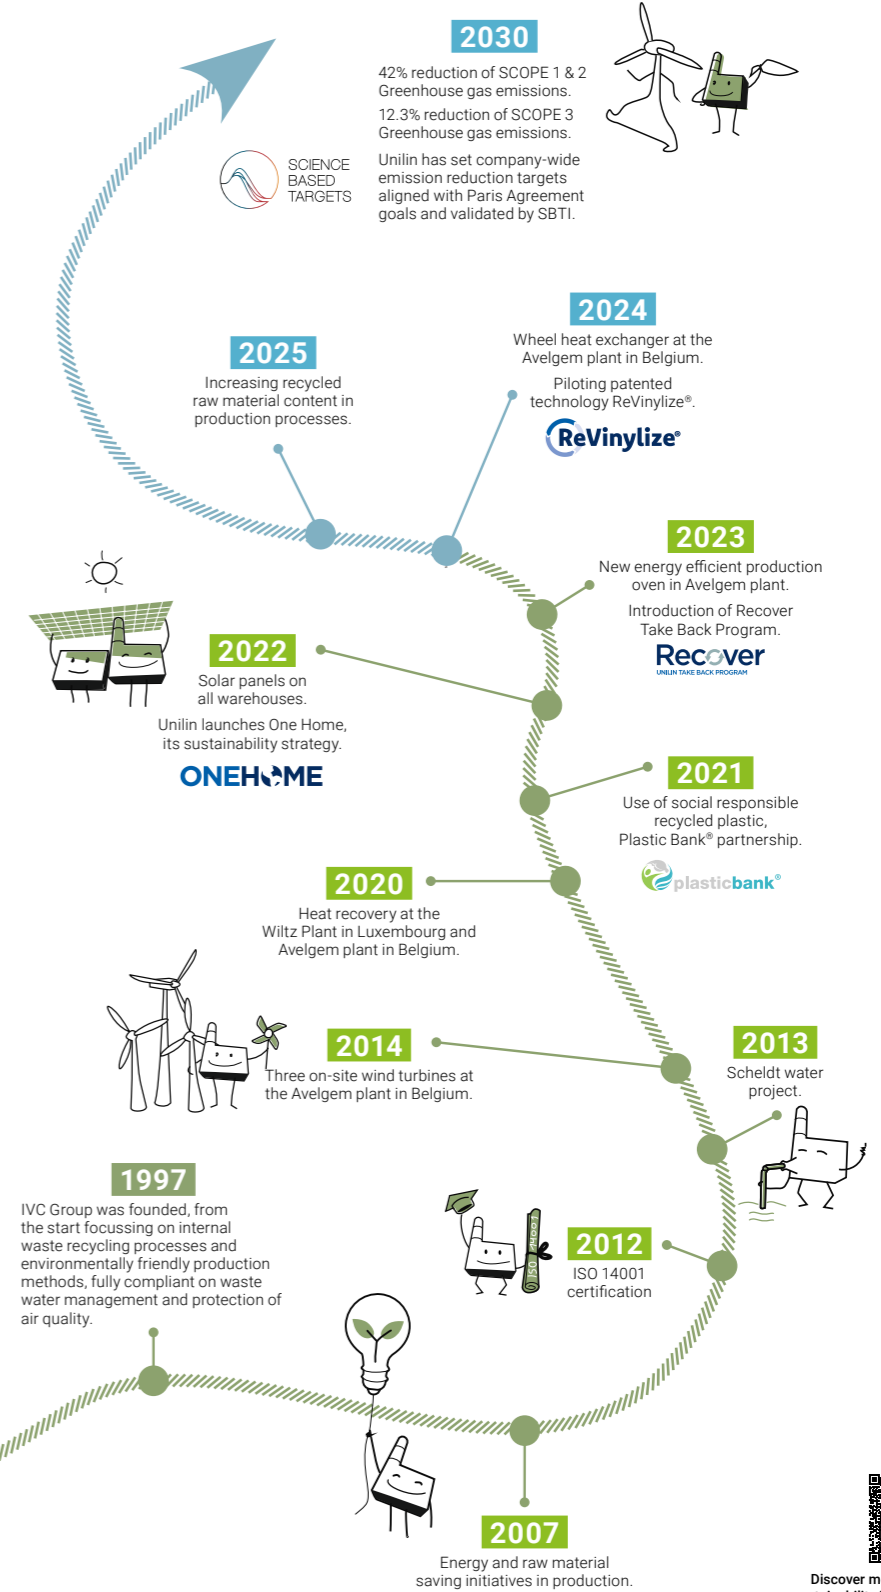 2030
42% reduction of SCOPE 1 & 2
Greenhouse gas emissions.
12.3% reduction of SCOPE 3
Greenhouse gas emissions.
Unilin has set company-wide
emission reduction targets
aligned with Paris Agreement
goals and validated by SBTI.
SCIENCE
BASED
TARGETS
2024
Wheel heat exchanger at the
Avelgem plant in Belgium.
Piloting patented
technology ReVinylize®.
ReVinylize®
2025
Increasing recycled
raw material content in
production processes.
2023
New energy efficient production
oven in Avelgem plant.
Introduction of Recover
Take Back Program.
Recover
UNILIN TAKE BACK PROGRAM
2022
Solar panels on
all warehouses.
Unilin launches One Home,
its sustainability strategy.
ONEHOME
2021
Use of social responsible
recycled plastic,
Plastic Bank® partnership.
plasticbank®
2020
Heat recovery at the
Wiltz Plant in Luxembourg and
Avelgem plant in Belgium.
2014
Three on-site wind turbines at
the Avelgem plant in Belgium.
2013
Scheldt water
project.
1997
IVC Group was founded, from
the start focussing on internal
waste recycling processes and
environmentally friendly production
methods, fully compliant on waste
water management and protection of
air quality.
ISO 14001
2012
ISO 14001
certification
2007
Energy and raw material
saving initiatives in production.
Discover m